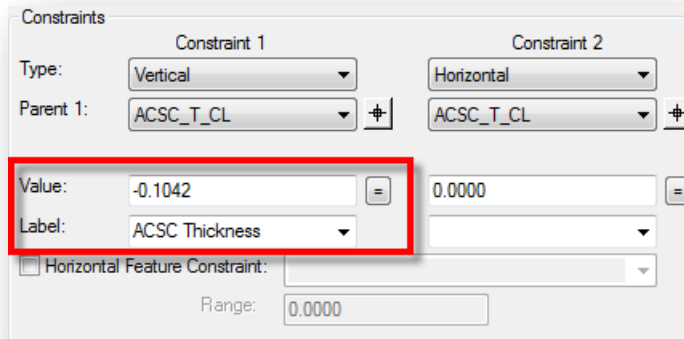 Constraints
Constraint 1 Constraint 2
Type: Vertical Horizontal
Parent 1: ACSC_T_CL ACSC_T_CL
Value: -0.1042 = 0.0000 =
Label: ACSC Thickness
Horizontal Feature Constraint:
Range: 0.0000